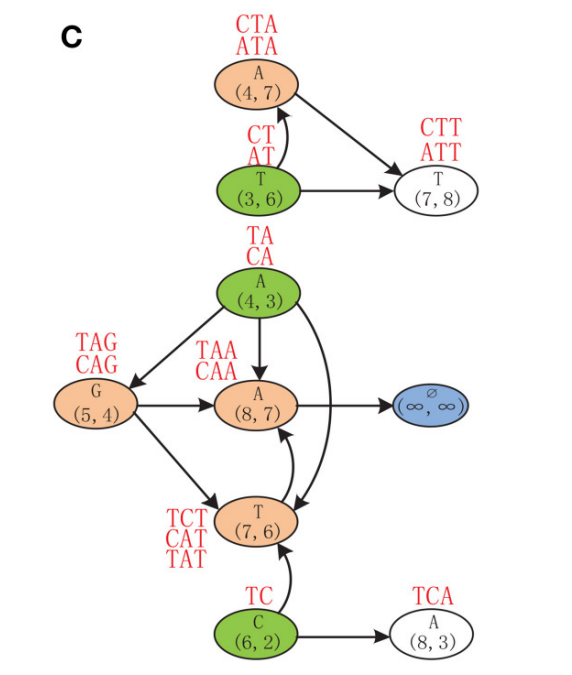 C
CTA
ATA
A
(4, 7)
CTT
ATT
CT
AT
T
(3, 6)
T
(7, 8)
TA
CA
A
(4, 3)
TAG
CAG
TAA
CAA
G
(5, 4)
A
(8, 7)
∅
(∞, ∞)
TCT
CAT
TAT
T
(7, 6)
TC
TCA
C
(6, 2)
A
(8, 3)